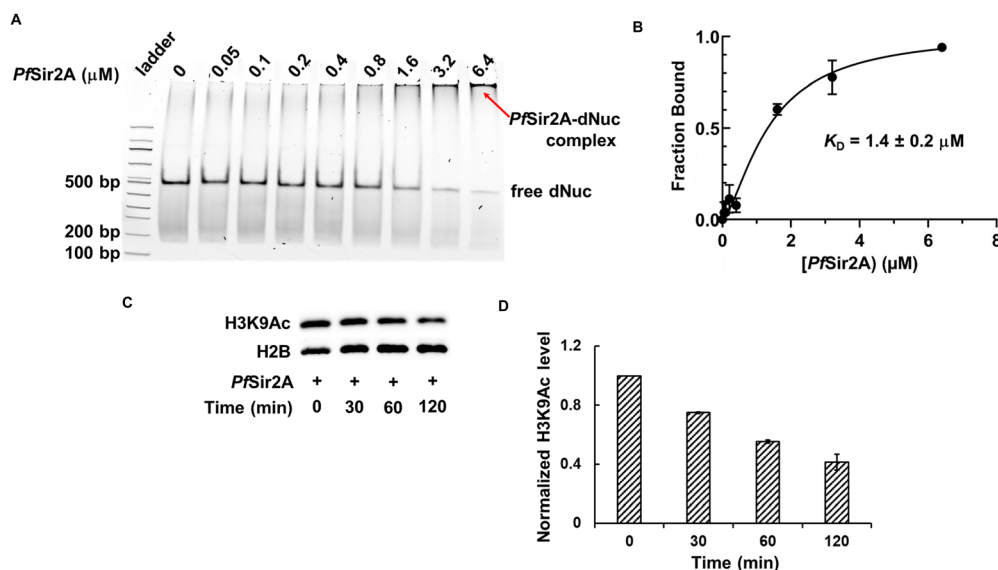 A
ladder
PfSir2A (μM) 0 0.05 0.1 0.2 0.4 0.8 1.6 3.2 6.4
PfSir2A-dNuc
complex
500 bp
free dNuc
200 bp
100 bp
B
Fraction Bound
1.0
0.5
0.0
KD = 1.4 ± 0.2 μM
0 2 4 6 8
[PfSir2A) (μM)
C
H3K9Ac
H2B
PfSir2A + + + +
Time (min) 0 30 60 120
D
Normalized H3K9Ac level
1.2
0.8
0.4
0
0 30 60 120
Time (min)